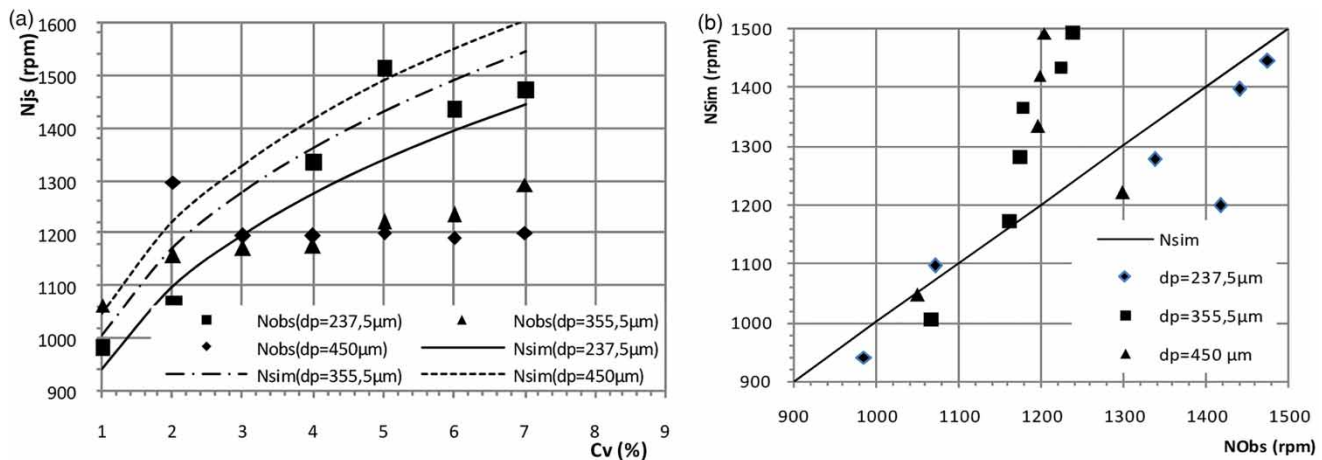 (a)
Njs (rpm)
1600
1500
1400
1300
1200
1100
1000
900
1 2 3 4 5 6 7 8 9
Cv (%)
Nobs(dp=237,5µm)
Nobs(dp=355,5µm)
Nobs(dp=450µm)
Nsim(dp=237,5µm)
Nsim(dp=355,5µm)
Nsim(dp=450µm)
(b)
NSim (rpm)
1500
1400
1300
1200
1100
1000
900
900 1000 1100 1200 1300 1400 1500
NObs (rpm)
Nsim
dp=237,5µm
dp=355,5µm
dp=450 µm